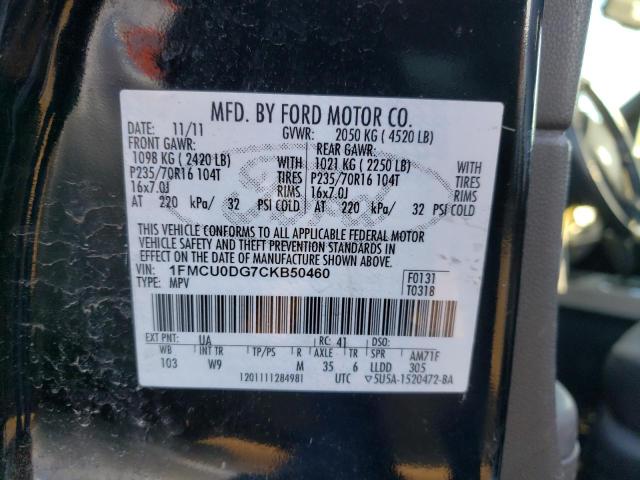 MFD. BY FORD MOTOR CO.
DATE: 11/11 GVWR: 2050 KG (4520 LB)
FRONT GAWR: REAR GAWR:
1098 KG (2420 LB) WITH 1021 KG (2250 LB) WITH
P235/70R16 104T TIRES P235/70R16 104T TIRES
16x7.0J RIMS 16x7.0J RIMS
AT 220 kPa/ 32 PSI COLD AT 220 kPa/ 32 PSI COLD
THIS VEHICLE CONFORMS TO ALL APPLICABLE FEDERAL MOTOR
VEHICLE SAFETY AND THEFT PREVENTION STANDARDS IN
EFFECT ON THE DATE OF MANUFACTURE SHOWN ABOVE.
VIN: 1FMCU0DG7CKB50460 F0131
TYPE: MPV T0318
EXT PNT: UA RC: 41 DSO:
WB INT TR TP/PS R AXLE TR SPR AM71F
103 W9 M 35 6 LLDD 305
1201111284981 UTC ▽5U5A-1520472-BA